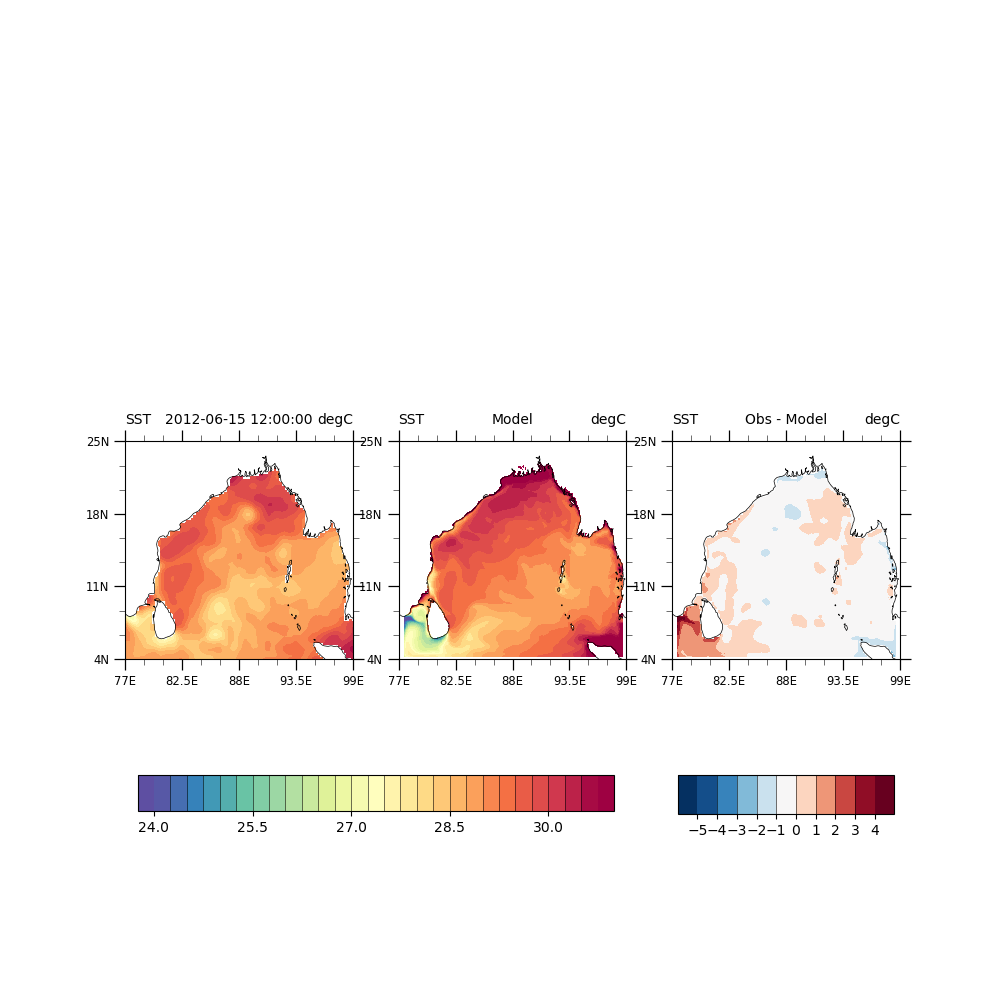 SST 2012-06-15 12:00:00 degC SST Model degC SST Obs - Model degC
25N 25N 25N
18N 18N 18N
11N 11N 11N
4N 4N 4N
77E 82.5E 88E 93.5E 99E 77E 82.5E 88E 93.5E 99E 77E 82.5E 88E 93.5E 99E
24.0 25.5 27.0 28.5 30.0 −5 −4 −3 −2 −1 0 1 2 3 4